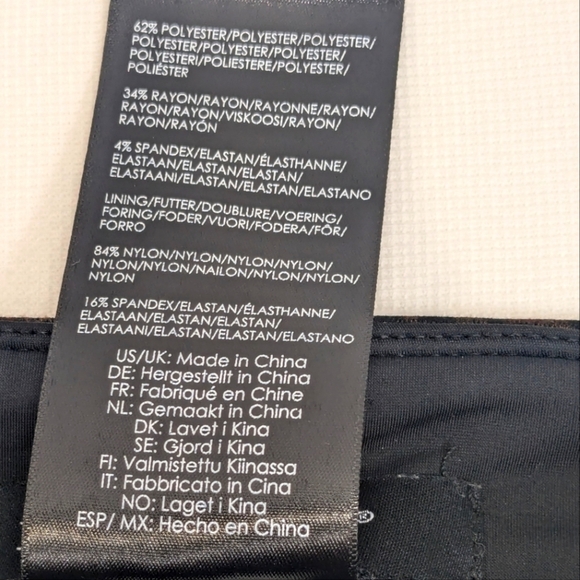 62% POLYESTER/POLYESTER/POLYESTER/
POLYESTER/POLYESTER/POLYESTER/
POLYESTERI/POLIESTERE/POLYESTER/
POLIÉSTER
34% RAYON/RAYON/RAYONNE/RAYON/
RAYON/RAYON/VISKOOSI/RAYON/
RAYON/RAYÓN
4% SPANDEX/ELASTAN/ÉLASTHANNE/
ELASTAAN/ELASTAN/ELASTAN/
ELASTAANI/ELASTAN/ELASTAN/ELASTANO
LINING/FUTTER/DOUBLURE/VOERING/
FORING/FODER/VUORI/FODERA/FÔR/
FORRO
84% NYLON/NYLON/NYLON/NYLON/
NYLON/NYLON/NAILON/NYLON/NYLON/
NYLON
16% SPANDEX/ELASTAN/ÉLASTHANNE/
ELASTAAN/ELASTAN/ELASTAN/
ELASTAANI/ELASTAN/ELASTAN/ELASTANO
US/UK: Made in China
DE: Hergestellt in China
FR: Fabriqué en Chine
NL: Gemaakt in China
DK: Lavet i Kina
SE: Gjord i Kina
FI: Valmistettu Kiinassa
IT: Fabbricato in Cina
NO: Laget i Kina
ESP/ MX: Hecho en China
®